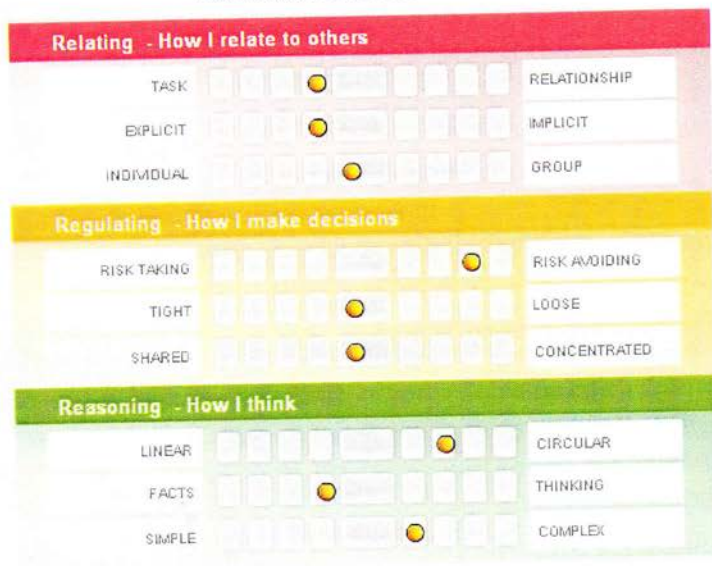 Relating - How I relate to others
TASK RELATIONSHIP
EXPLICIT IMPLICIT
INDIVIDUAL GROUP
Regulating - How I make decisions
RISK TAKING RISK AVOIDING
TIGHT LOOSE
SHARED CONCENTRATED
Reasoning - How I think
LINEAR CIRCULAR
FACTS THINKING
SIMPLE COMPLEX